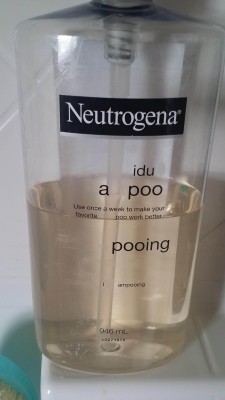 Neutrogena®
idu
a poo
Use once a week to make your
favorite poo work better
pooing
i ampooing
946 mL